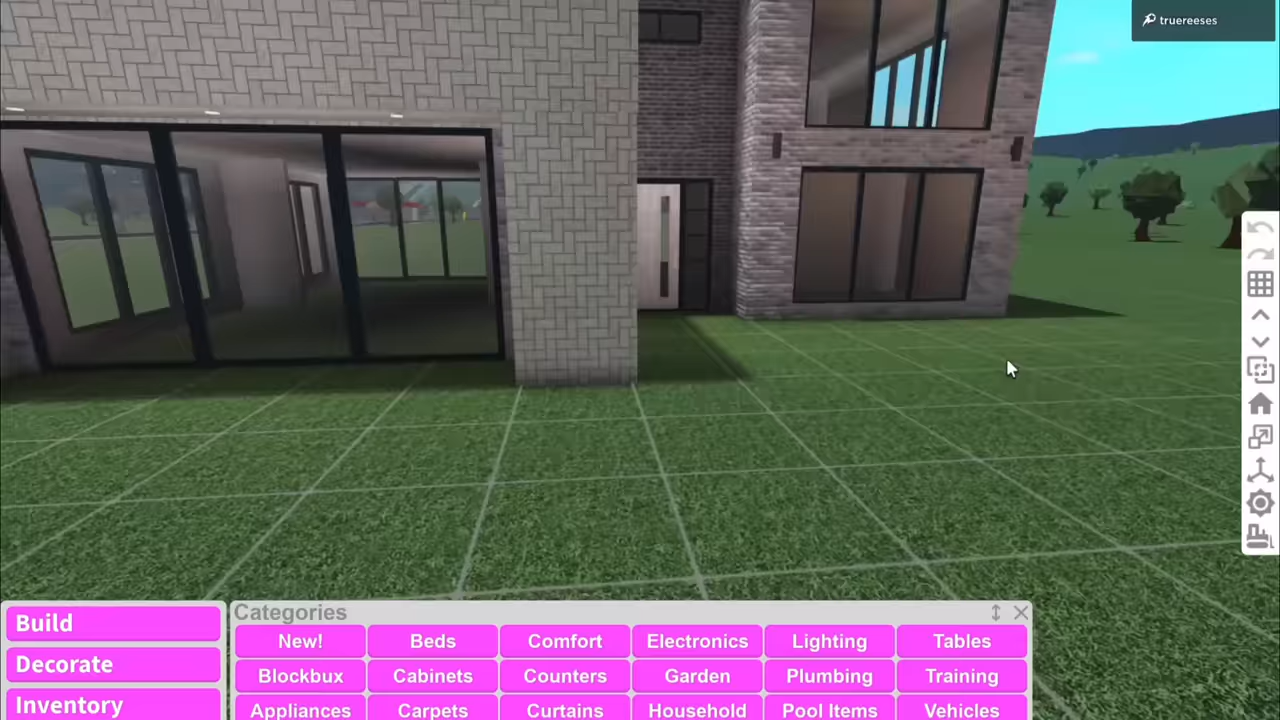 truereeses
Build
Decorate
Inventory
Categories
New! Beds Comfort Electronics Lighting Tables
Blockbux Cabinets Counters Garden Plumbing Training
Appliances Carpets Curtains Household Pool Items Vehicles